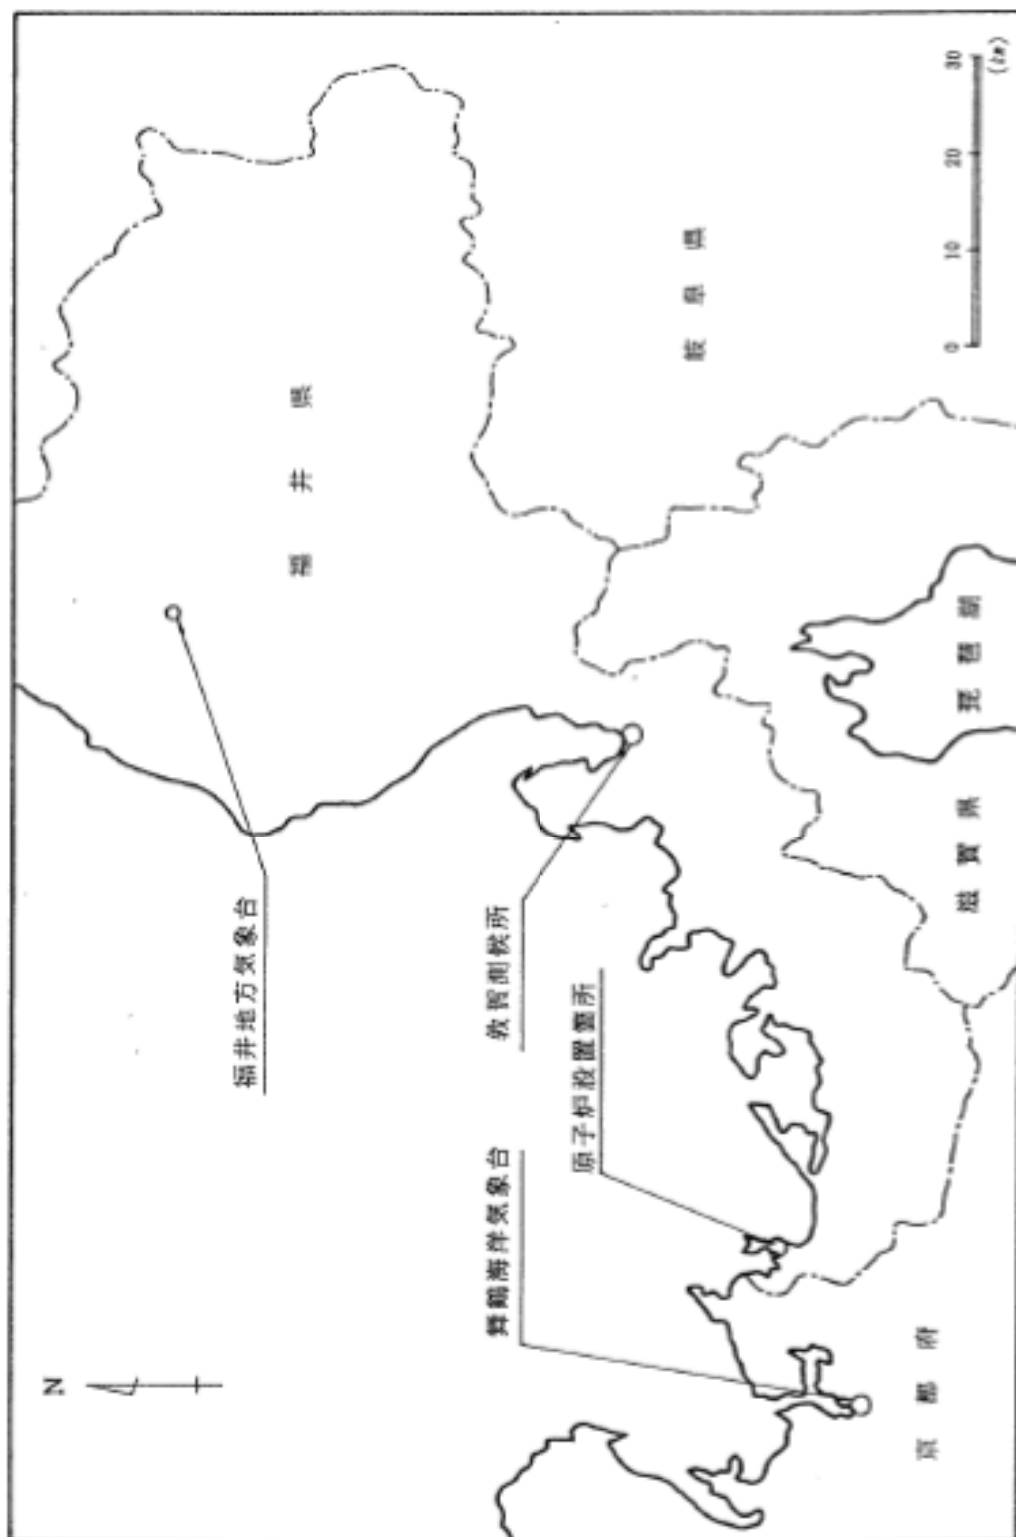 N
福井地方気象台
敦賀測候所
原子炉設置箇所
舞鶴海洋気象台
福井県
岐阜県
滋賀県
琵琶湖
京都府
0 10 20 30
(km)